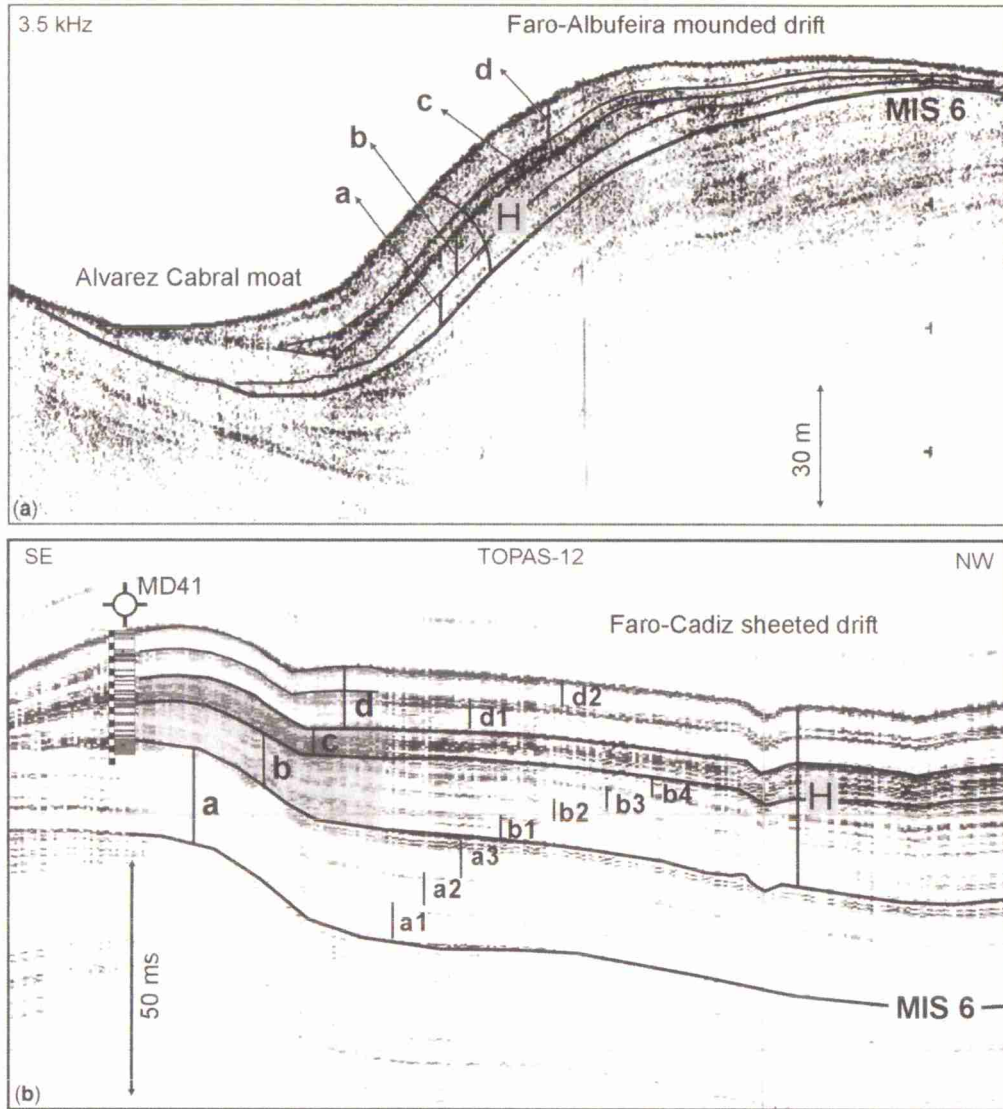 3.5 kHz
Faro-Albufeira mounded drift
d
c
MIS 6
b
a
H
Alvarez Cabral moat
30 m
(a)
SE TOPAS-12 NW
MD41
Faro-Cadiz sheeted drift
d2
d
d1
c
b
b4
H
b3
a
b2
b1
a3
a2
a1
50 ms
MIS 6
(b)